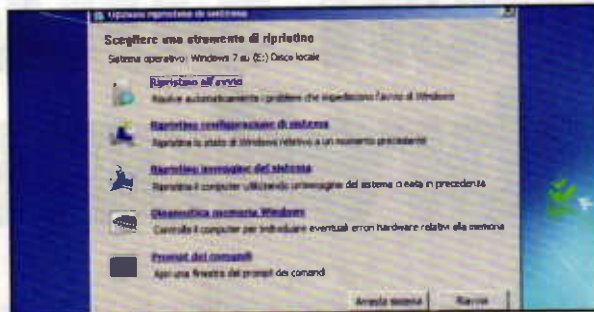 Opzioni ripristino di sistema
Scegliere uno strumento di ripristino
Sistema operativo: Windows 7 su (E:) Disco locale
Ripristino all'avvio
Risolve automaticamente i problemi che impediscono l'avvio di Windows
Ripristino configurazione di sistema
Ripristina lo stato di Windows relativo a un momento precedente
Ripristino immagine del sistema
Ripristina il computer utilizzando un'immagine del sistema creata in precedenza
Diagnostica memoria Windows
Controlla il computer per individuare eventuali errori hardware relativi alla memoria
Prompt dei comandi
Apri una finestra del prompt dei comandi
Arresta sistema
Riavvia